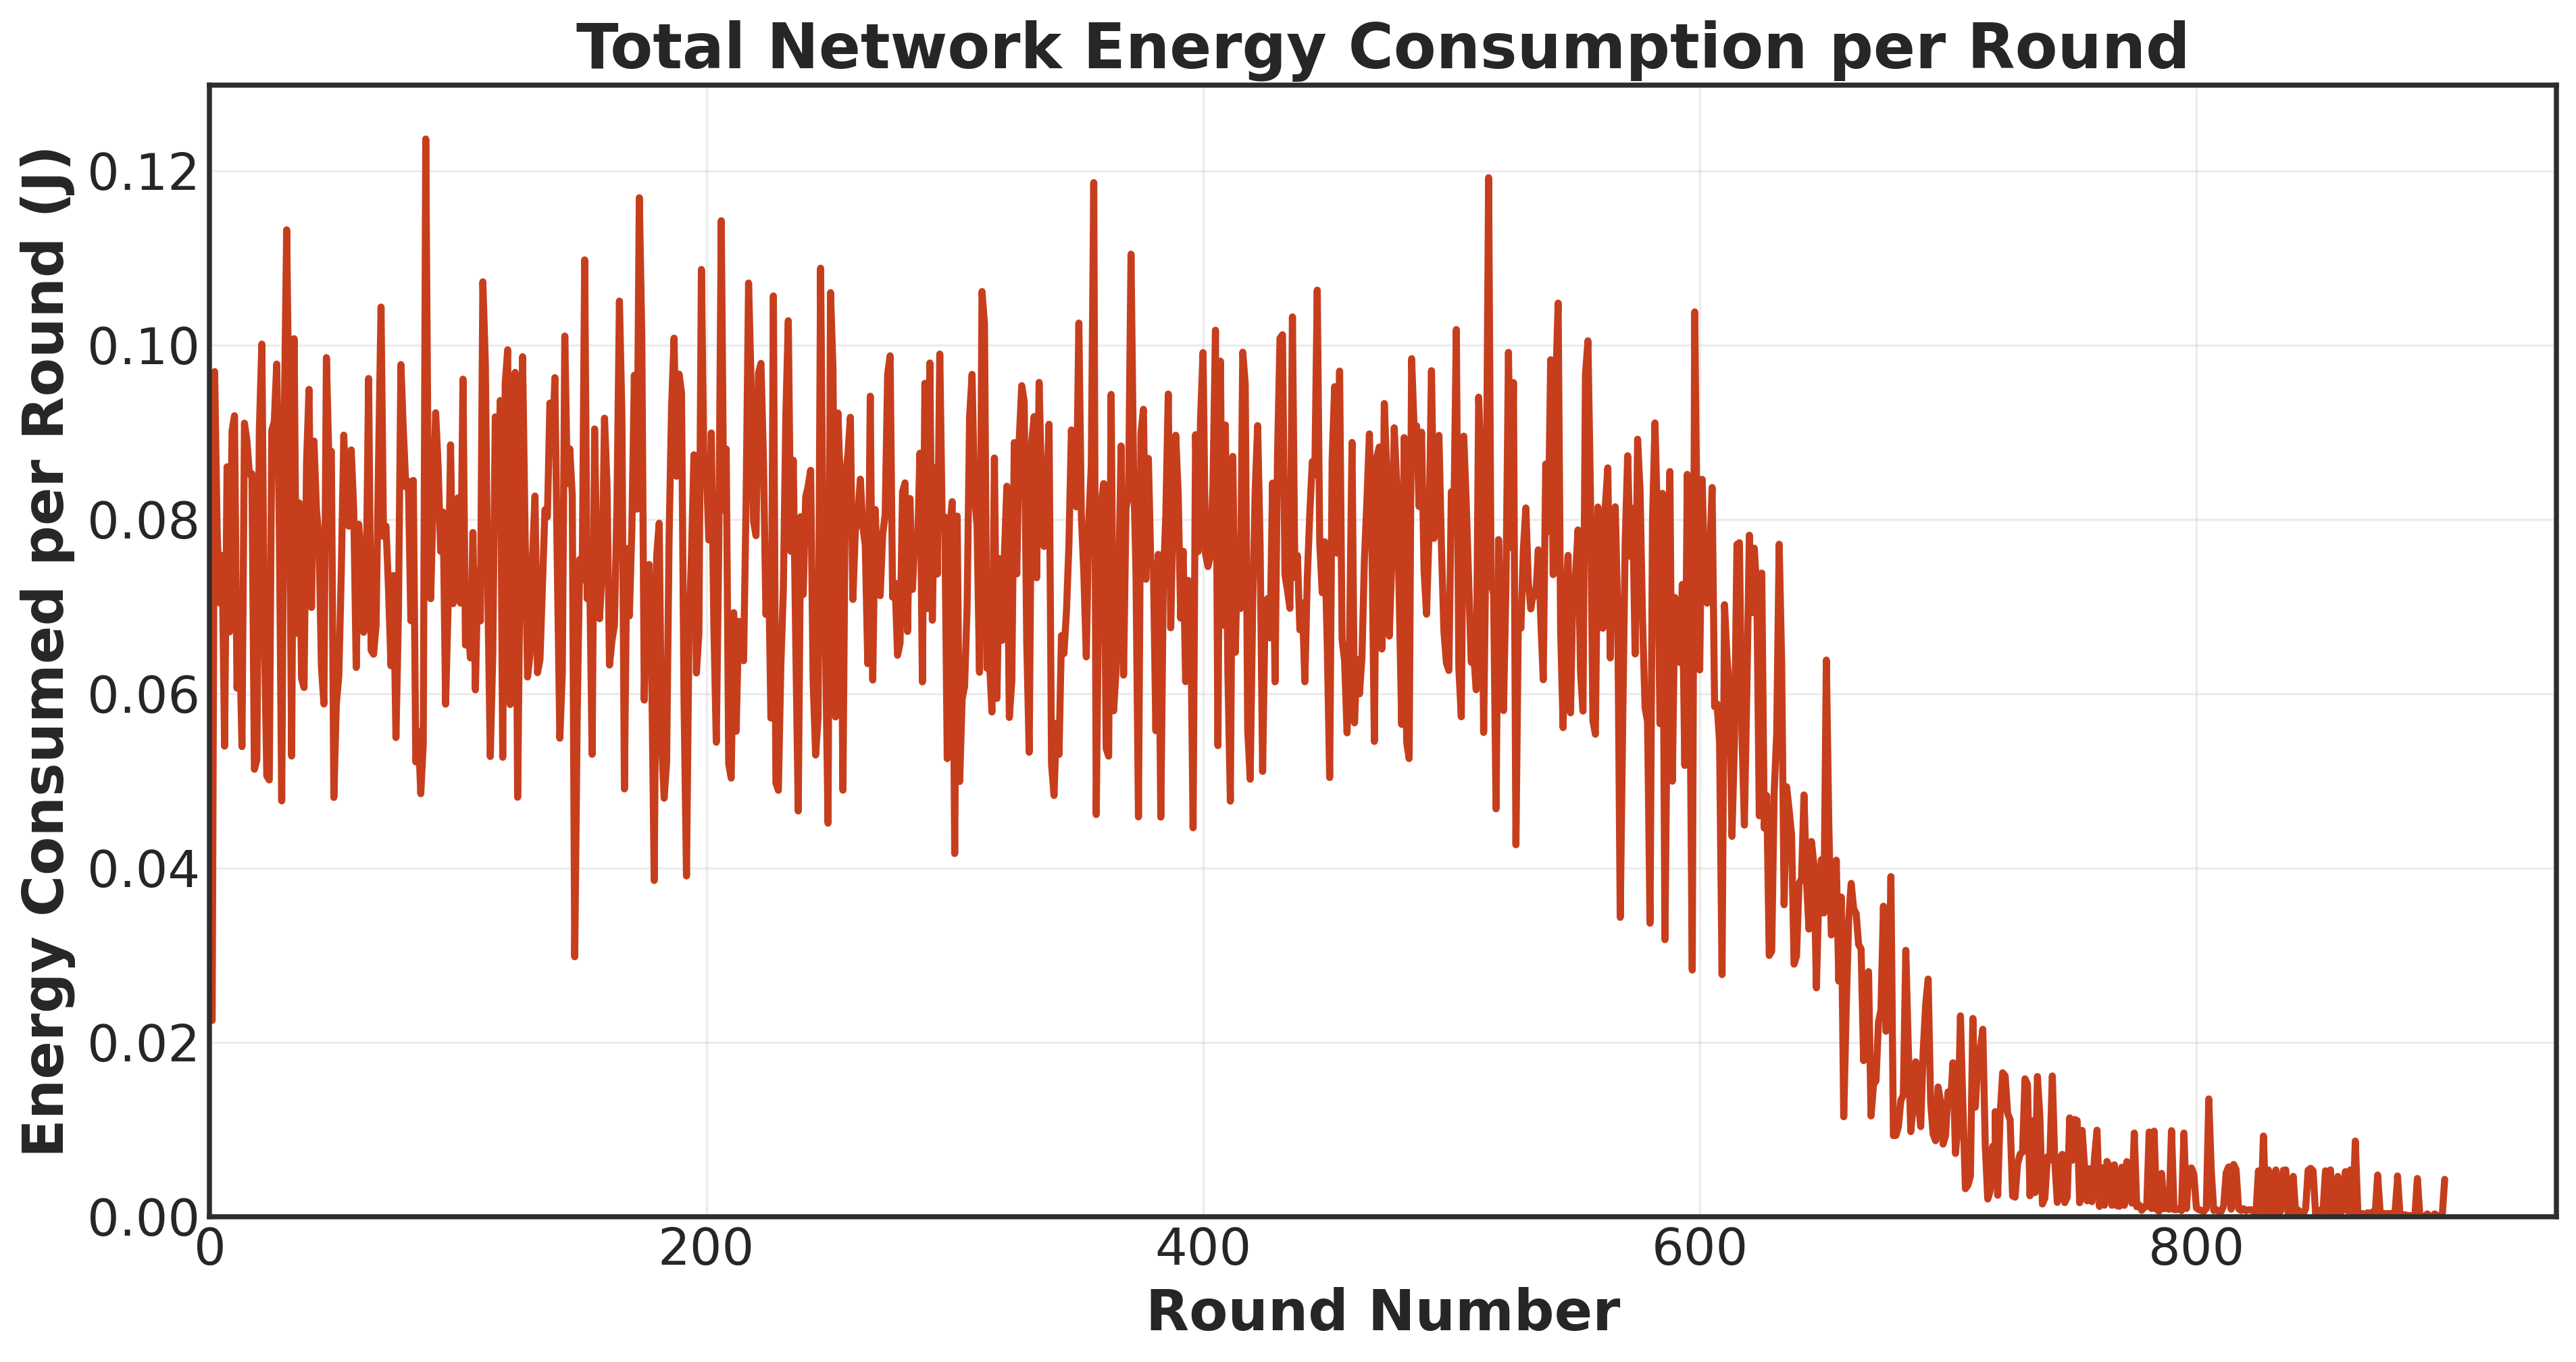 Total Network Energy Consumption per Round
Energy Consumed per Round (J)
0.12
0.10
0.08
0.06
0.04
0.02
0.00
0 200 400 600 800
Round Number